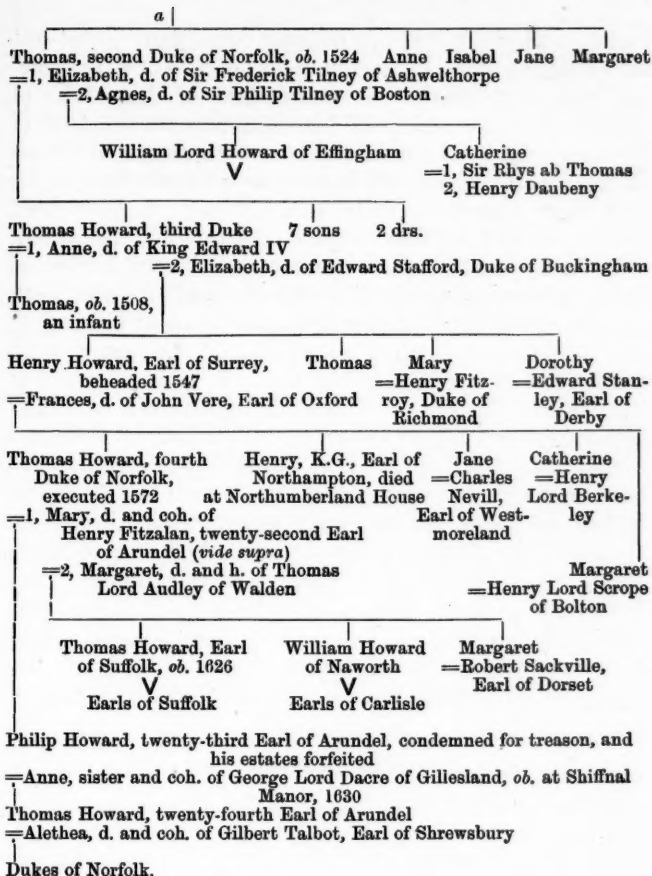 a
Thomas, second Duke of Norfolk, ob. 1524 Anne Isabel Jane Margaret
=1, Elizabeth, d. of Sir Frederick Tilney of Ashwelthorpe
=2, Agnes, d. of Sir Philip Tilney of Boston
William Lord Howard of Effingham Catherine
V =1, Sir Rhys ab Thomas
2, Henry Daubeny
Thomas Howard, third Duke 7 sons 2 drs.
=1, Anne, d. of King Edward IV
=2, Elizabeth, d. of Edward Stafford, Duke of Buckingham
Thomas, ob. 1508,
an infant
Henry Howard, Earl of Surrey, Thomas Mary Dorothy
beheaded 1547 =Henry Fitz- =Edward Stan-
=Frances, d. of John Vere, Earl of Oxford roy, Duke of ley, Earl of
Richmond Derby
Thomas Howard, fourth Henry, K.G., Earl of Jane Catherine
Duke of Norfolk, Northampton, died =Charles =Henry
executed 1572 at Northumberland House Nevill, Lord Berke-
=1, Mary, d. and coh. of Earl of West- ley
Henry Fitzalan, twenty-second Earl moreland
of Arundel (vide supra)
=2, Margaret, d. and h. of Thomas Margaret
Lord Audley of Walden =Henry Lord Scrope
of Bolton
Thomas Howard, Earl William Howard Margaret
of Suffolk, ob. 1626 of Naworth =Robert Sackville,
V V Earl of Dorset
Earls of Suffolk Earls of Carlisle
Philip Howard, twenty-third Earl of Arundel, condemned for treason, and
his estates forfeited
=Anne, sister and coh. of George Lord Dacre of Gillesland, ob. at Shiffnal
Manor, 1630
Thomas Howard, twenty-fourth Earl of Arundel
=Alethea, d. and coh. of Gilbert Talbot, Earl of Shrewsbury
Dukes of Norfolk.